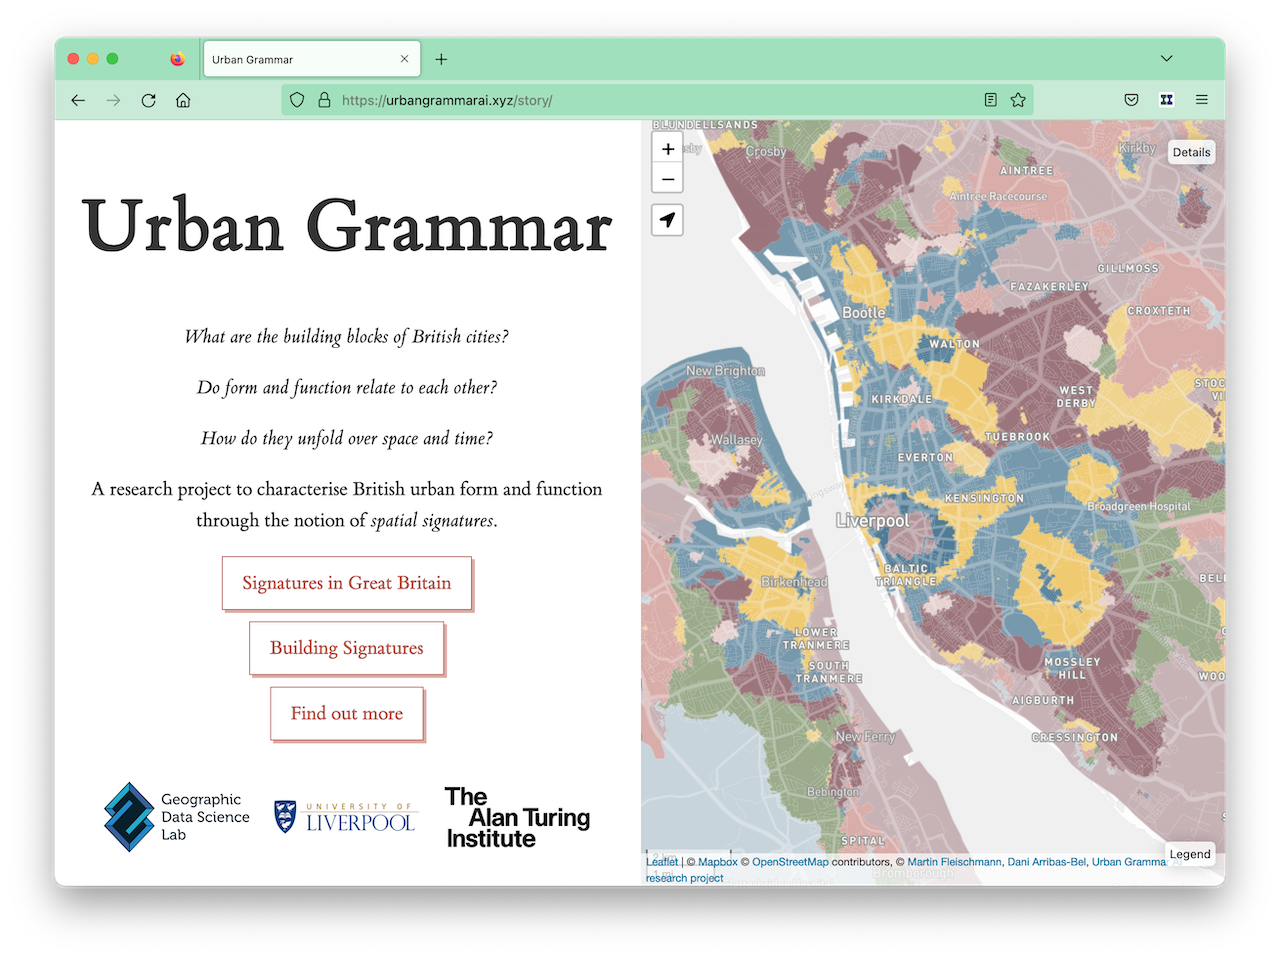 Urban Grammar
https://urbangrammarai.xyz/story/
Urban Grammar
What are the building blocks of British cities?
Do form and function relate to each other?
How do they unfold over space and time?
A research project to characterise British urban form and function
through the notion of spatial signatures.
Signatures in Great Britain
Building Signatures
Find out more
Geographic
Data Science
Lab
UNIVERSITY OF
LIVERPOOL
The
Alan Turing
Institute
BLUNDELLSANDS
Crosby
Kirkby
Details
+
−
AINTREE
Aintree Racecourse
GILLMOSS
FAZAKERLEY
CROXTETH
Bootle
WALTON
New Brighton
WEST
DERBY
KIRKDALE
TUEBROOK
Wallasey
EVERTON
KENSINGTON
Broadgreen Hospital
Liverpool
BALTIC
TRIANGLE
Birkenhead
LOWER
TRANMERE
SOUTH
TRANMERE
MOSSLEY
HILL
AIGBURTH
New Ferry
CRESSINGTON
Bebington
SPITAL
Legend
Leaflet | © Mapbox © OpenStreetMap contributors, © Martin Fleischmann, Dani Arribas-Bel, Urban Grammar AI
research project
Bromborough